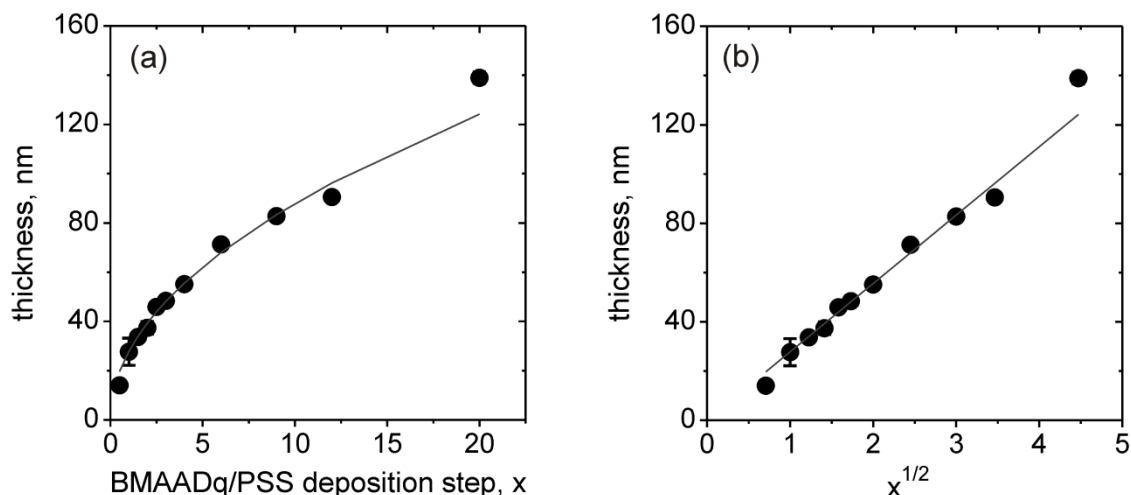 (a)
thickness, nm
160
120
80
40
0
0 5 10 15 20
BMAADq/PSS deposition step, x
(b)
thickness, nm
160
120
80
40
0
0 1 2 3 4 5
x^{1/2}